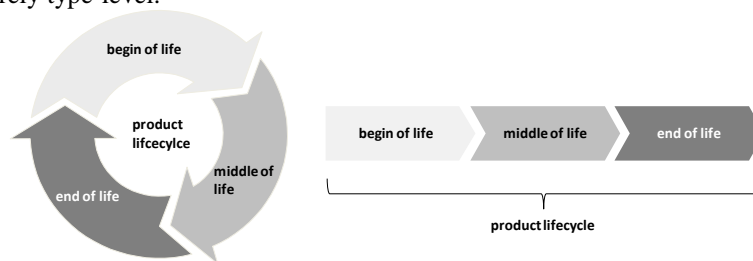 rely type-level.
begin of life
product
lifcecylce
middle of
life
end of life
begin of life
middle of life
end of life
product lifecycle